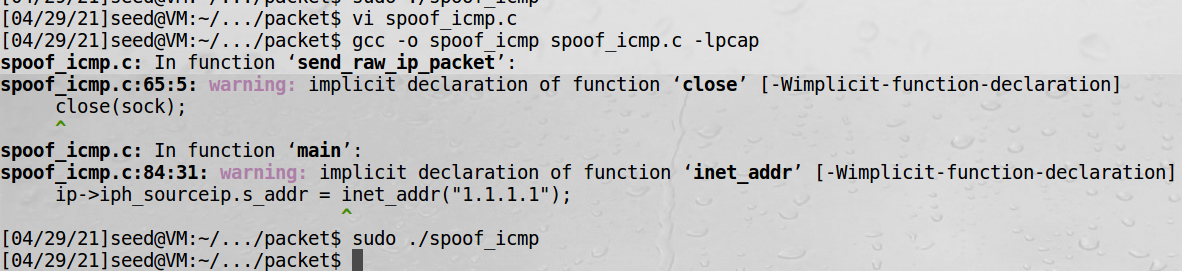 [04/29/21]seed@VM:~/.../packet$ sudo ./spoof_icmp
[04/29/21]seed@VM:~/.../packet$ vi spoof_icmp.c
[04/29/21]seed@VM:~/.../packet$ gcc -o spoof_icmp spoof_icmp.c -lpcap
spoof_icmp.c: In function ‘send_raw_ip_packet’:
spoof_icmp.c:65:5: warning: implicit declaration of function ‘close’ [-Wimplicit-function-declaration]
     close(sock);
     ^
spoof_icmp.c: In function ‘main’:
spoof_icmp.c:84:31: warning: implicit declaration of function ‘inet_addr’ [-Wimplicit-function-declaration]
     ip->iph_sourceip.s_addr = inet_addr("1.1.1.1");
                               ^
[04/29/21]seed@VM:~/.../packet$ sudo ./spoof_icmp
[04/29/21]seed@VM:~/.../packet$